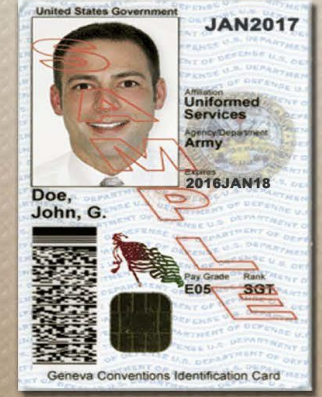 United States Government
JAN2017
SAMPLE
Affiliation
Uniformed
Services
Agency/Department
Army
Expires
2016JAN18
Doe,
John, G.
Pay Grade Rank
E05 SGT
Geneva Conventions Identification Card